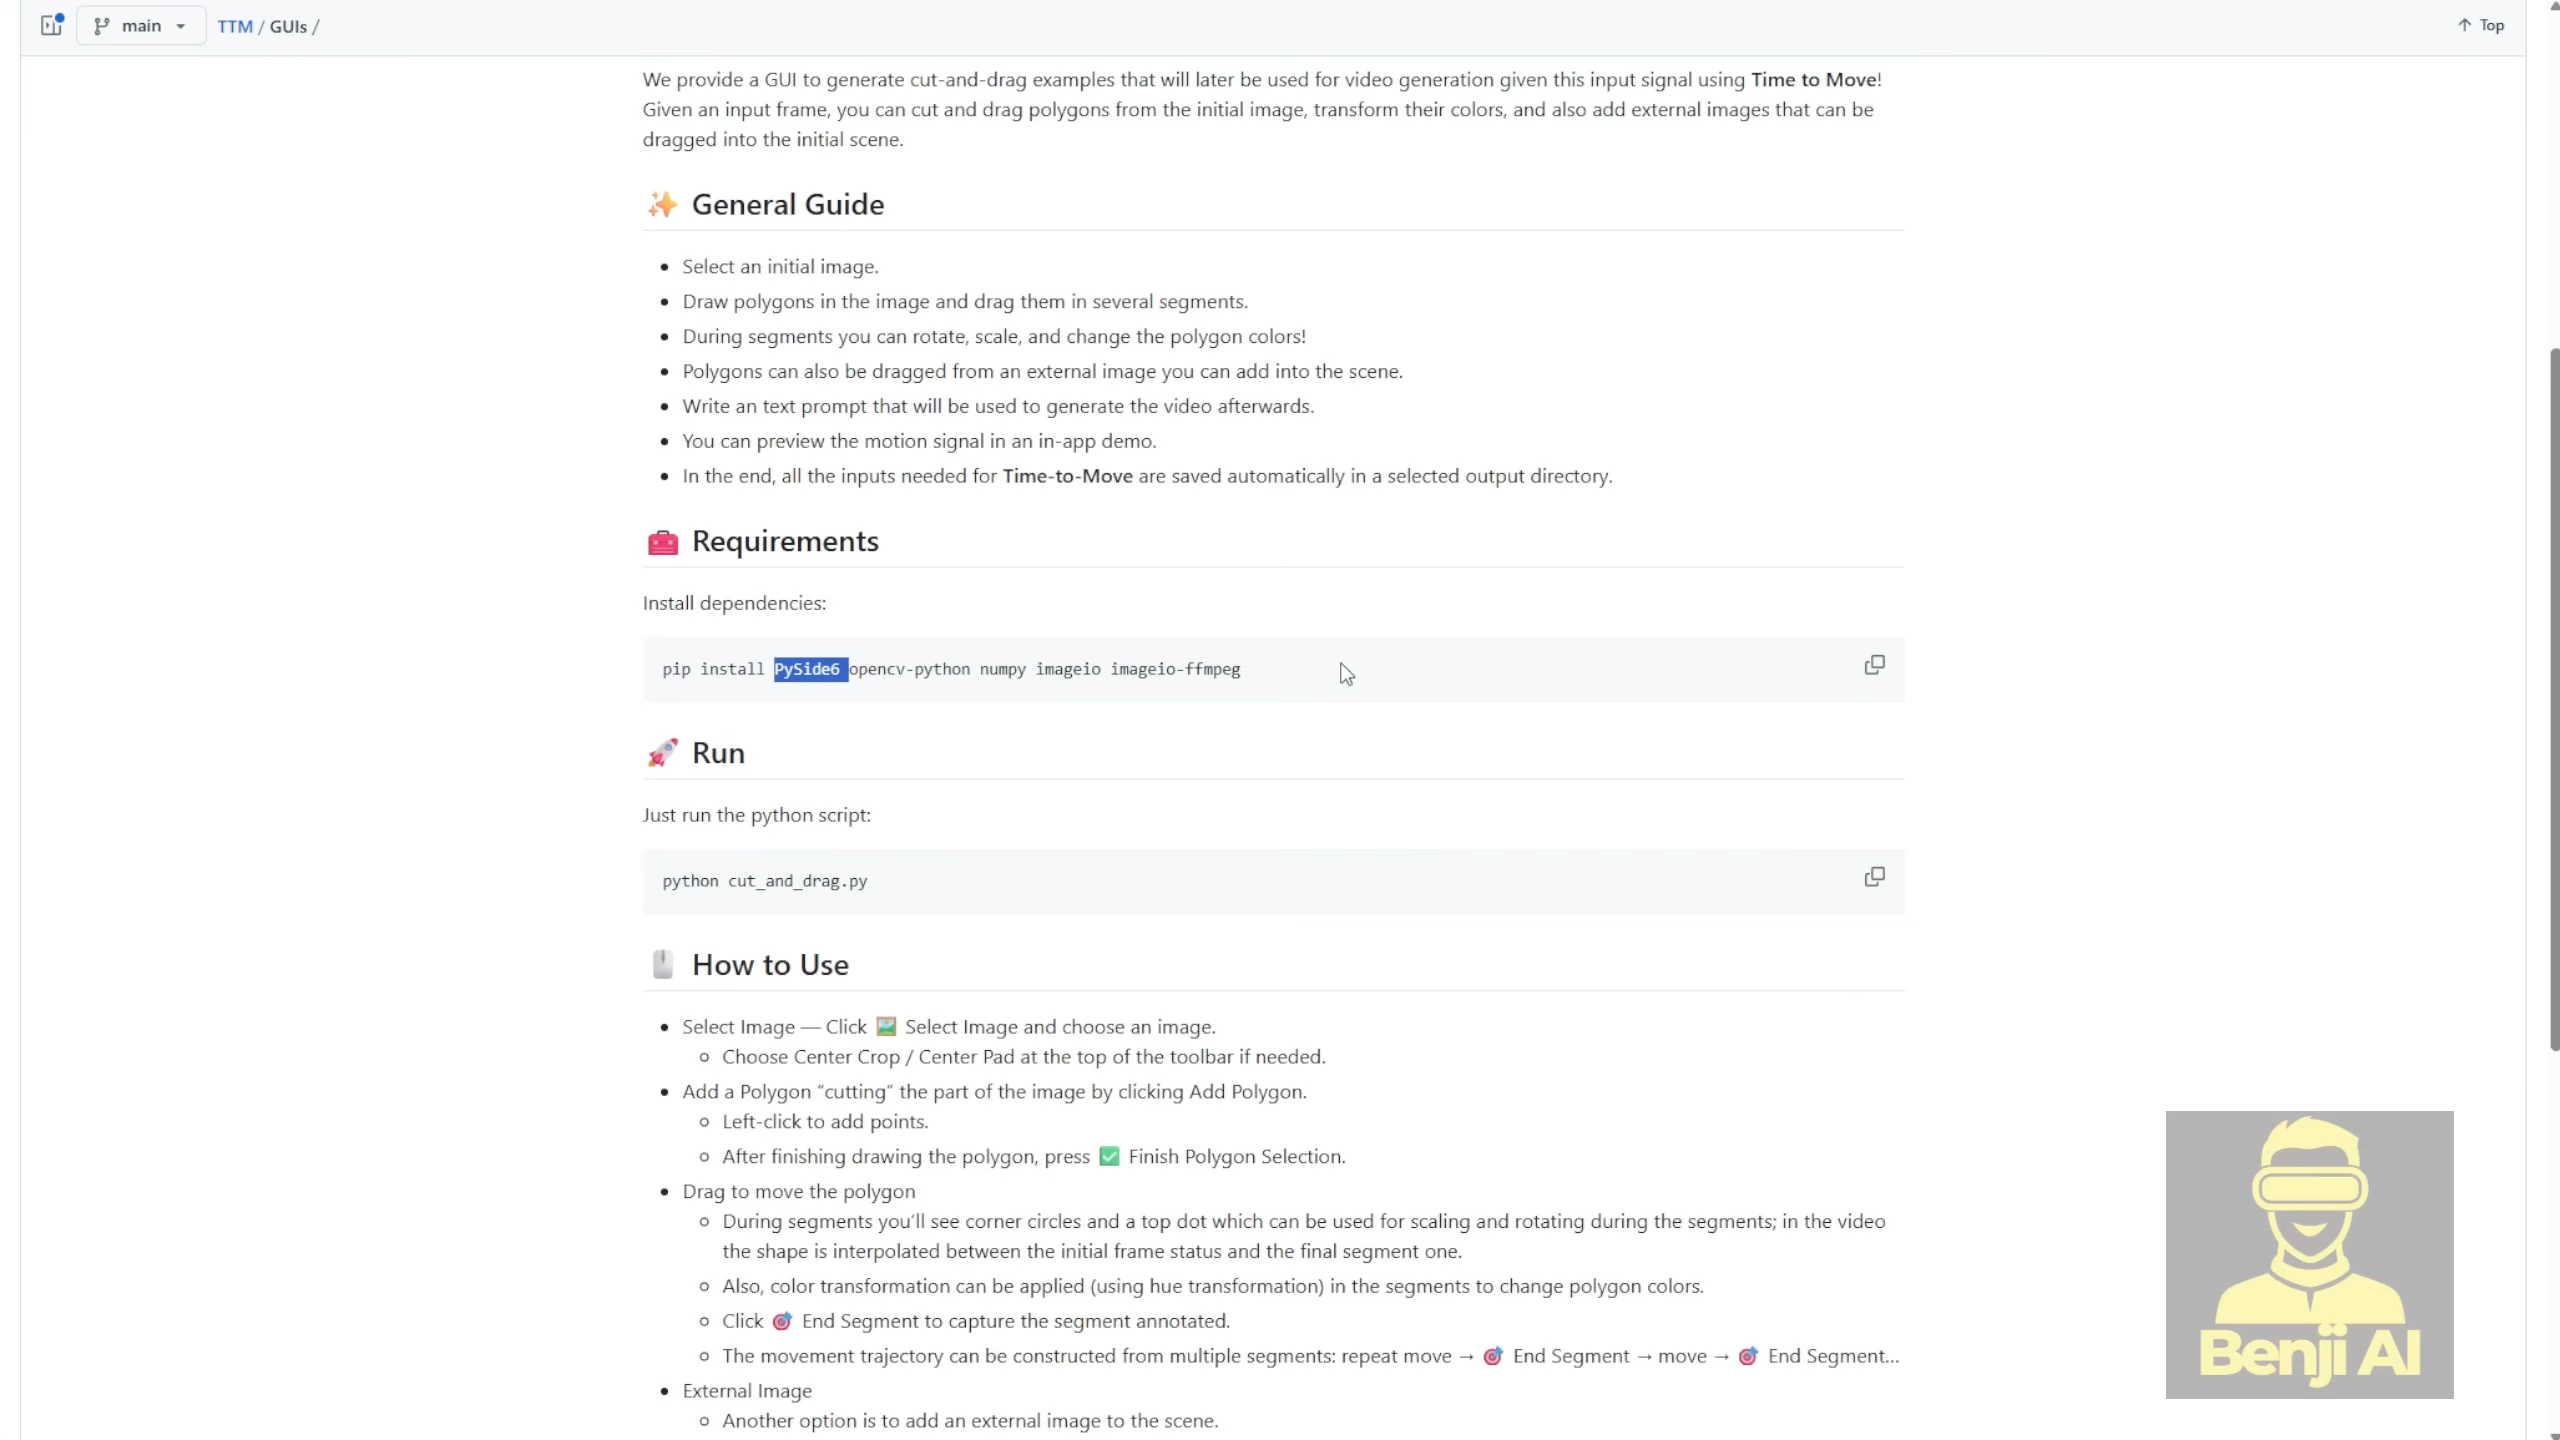 main
TTM / GUIs /
Top
We provide a GUI to generate cut-and-drag examples that will later be used for video generation given this input signal using Time to Move!
Given an input frame, you can cut and drag polygons from the initial image, transform their colors, and also add external images that can be
dragged into the initial scene.
✨ General Guide
• Select an initial image.
• Draw polygons in the image and drag them in several segments.
• During segments you can rotate, scale, and change the polygon colors!
• Polygons can also be dragged from an external image you can add into the scene.
• Write an text prompt that will be used to generate the video afterwards.
• You can preview the motion signal in an in-app demo.
• In the end, all the inputs needed for Time-to-Move are saved automatically in a selected output directory.
🧰 Requirements
Install dependencies:
pip install PySide6 opencv-python numpy imageio imageio-ffmpeg
🚀 Run
Just run the python script:
python cut_and_drag.py
🖱️ How to Use
• Select Image — Click 🖼️ Select Image and choose an image.
○ Choose Center Crop / Center Pad at the top of the toolbar if needed.
• Add a Polygon “cutting” the part of the image by clicking Add Polygon.
○ Left-click to add points.
○ After finishing drawing the polygon, press ✅ Finish Polygon Selection.
• Drag to move the polygon
○ During segments you’ll see corner circles and a top dot which can be used for scaling and rotating during the segments; in the video
the shape is interpolated between the initial frame status and the final segment one.
○ Also, color transformation can be applied (using hue transformation) in the segments to change polygon colors.
○ Click 🎯 End Segment to capture the segment annotated.
○ The movement trajectory can be constructed from multiple segments: repeat move → 🎯 End Segment → move → 🎯 End Segment…
• External Image
○ Another option is to add an external image to the scene.
Benji AI